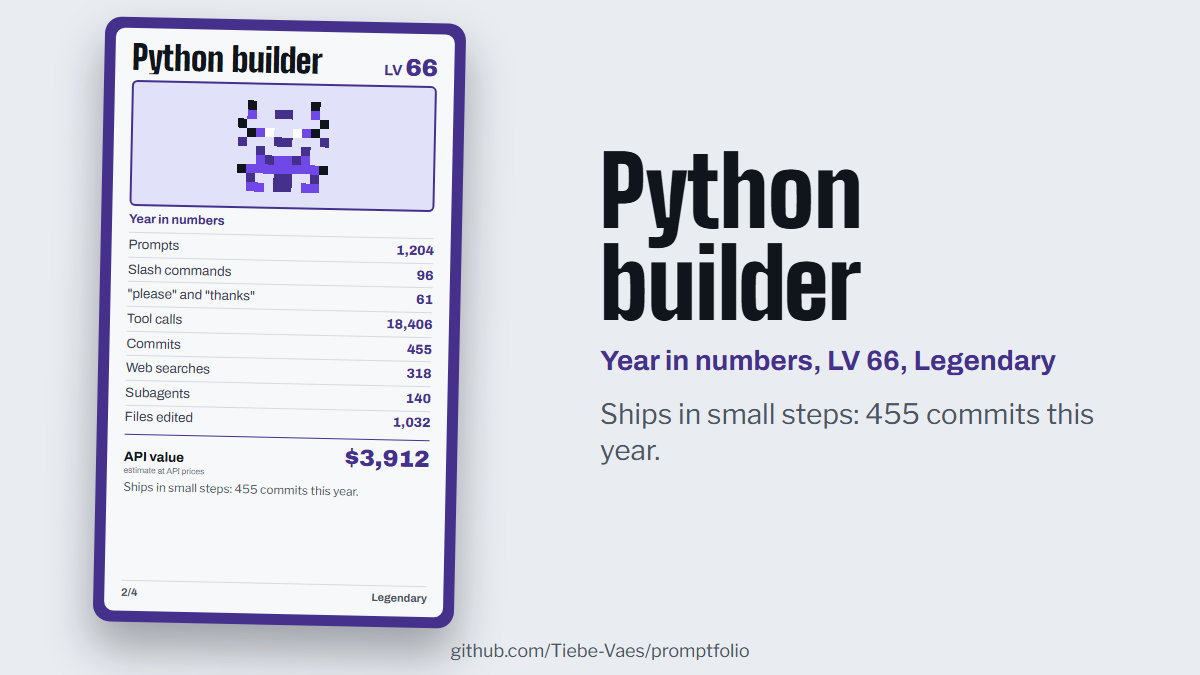 Python builder LV 66
Year in numbers
Prompts 1,204
Slash commands 96
"please" and "thanks" 61
Tool calls 18,406
Commits 455
Web searches 318
Subagents 140
Files edited 1,032
API value $3,912
estimate at API prices
Ships in small steps: 455 commits this year.
2/4 Legendary
Python
builder
Year in numbers, LV 66, Legendary
Ships in small steps: 455 commits this
year.
github.com/Tiebe-Vaes/promptfolio